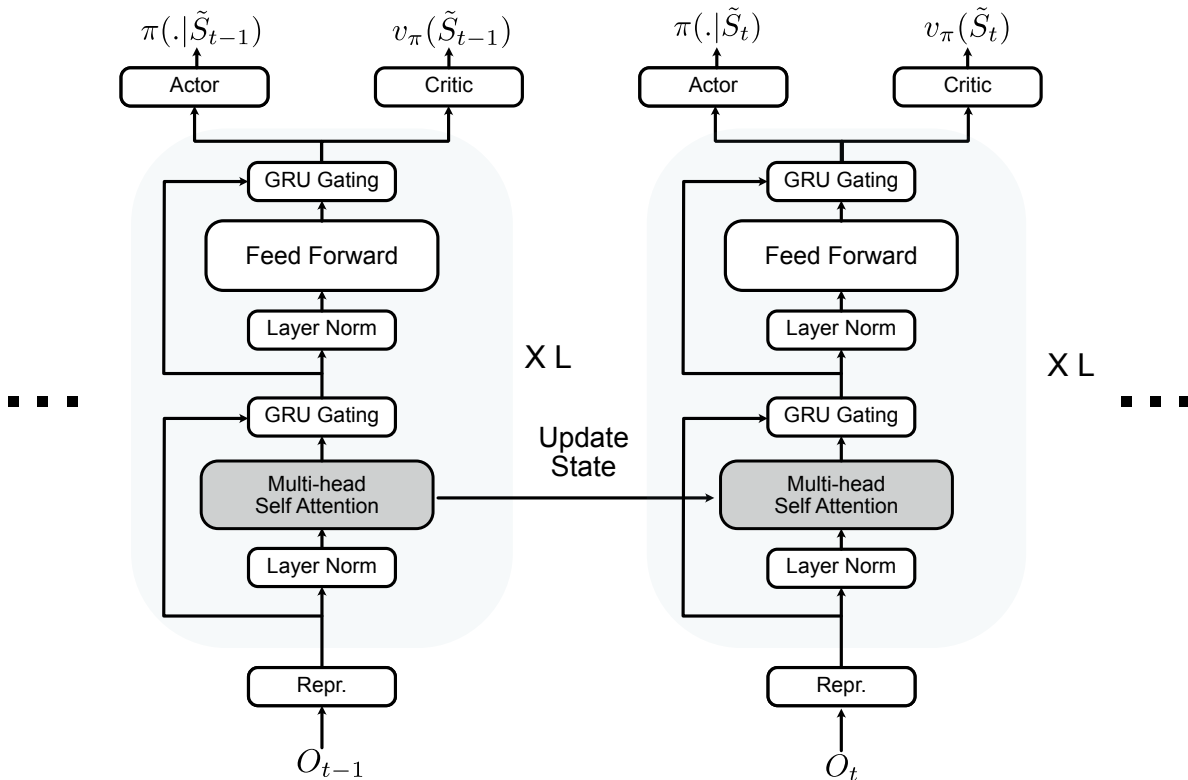 π(.|S̃_{t−1})
v_π(S̃_{t−1})
π(.|S̃_t)
v_π(S̃_t)
Actor
Critic
Actor
Critic
GRU Gating
GRU Gating
Feed Forward
Feed Forward
Layer Norm
Layer Norm
X L
X L
GRU Gating
GRU Gating
Update
State
Multi-head
Self Attention
Multi-head
Self Attention
Layer Norm
Layer Norm
Repr.
Repr.
O_{t−1}
O_t